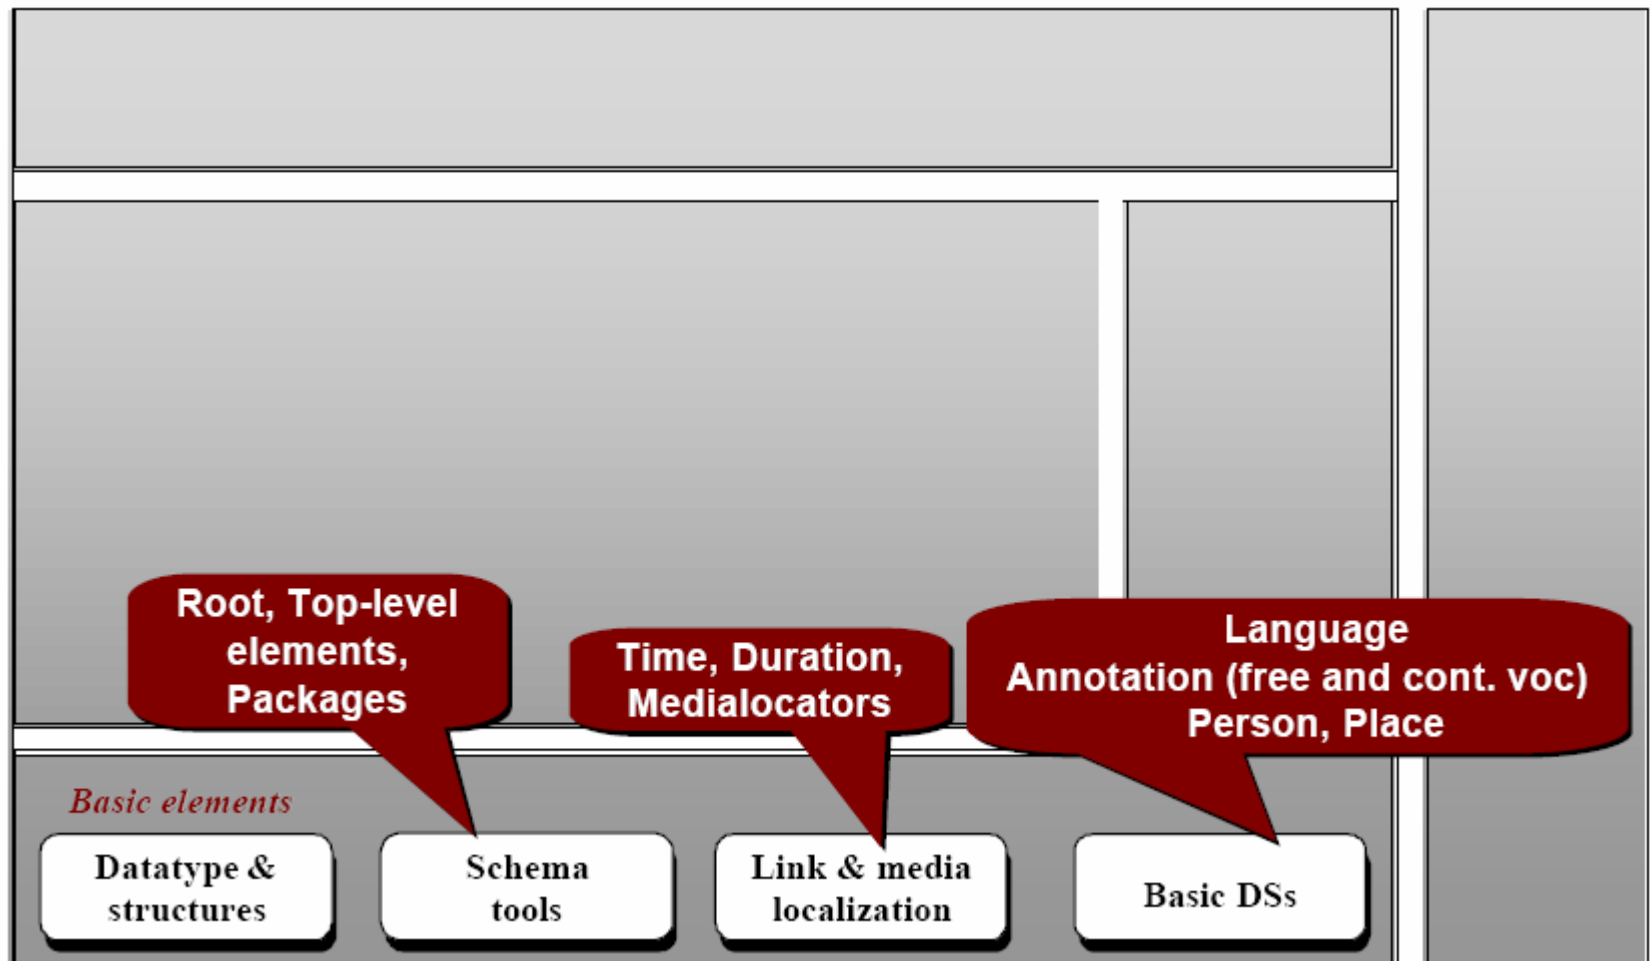 Root, Top-level
elements,
Packages
Time, Duration,
Medialocators
Language
Annotation (free and cont. voc)
Person, Place
Basic elements
Datatype &
structures
Schema
tools
Link & media
localization
Basic DSs